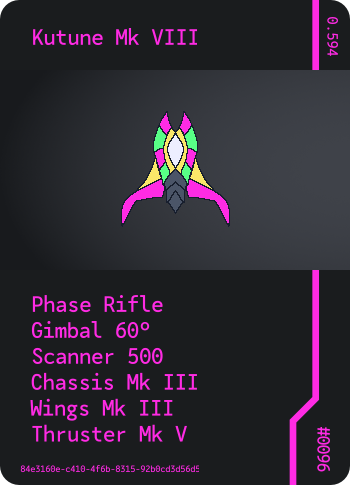 Kutune Mk VIII
0.594
Phase Rifle
Gimbal 60°
Scanner 500
Chassis Mk III
Wings Mk III
Thruster Mk V
#0096
84e3160e-c410-4f6b-8315-92b0cd3d56d5